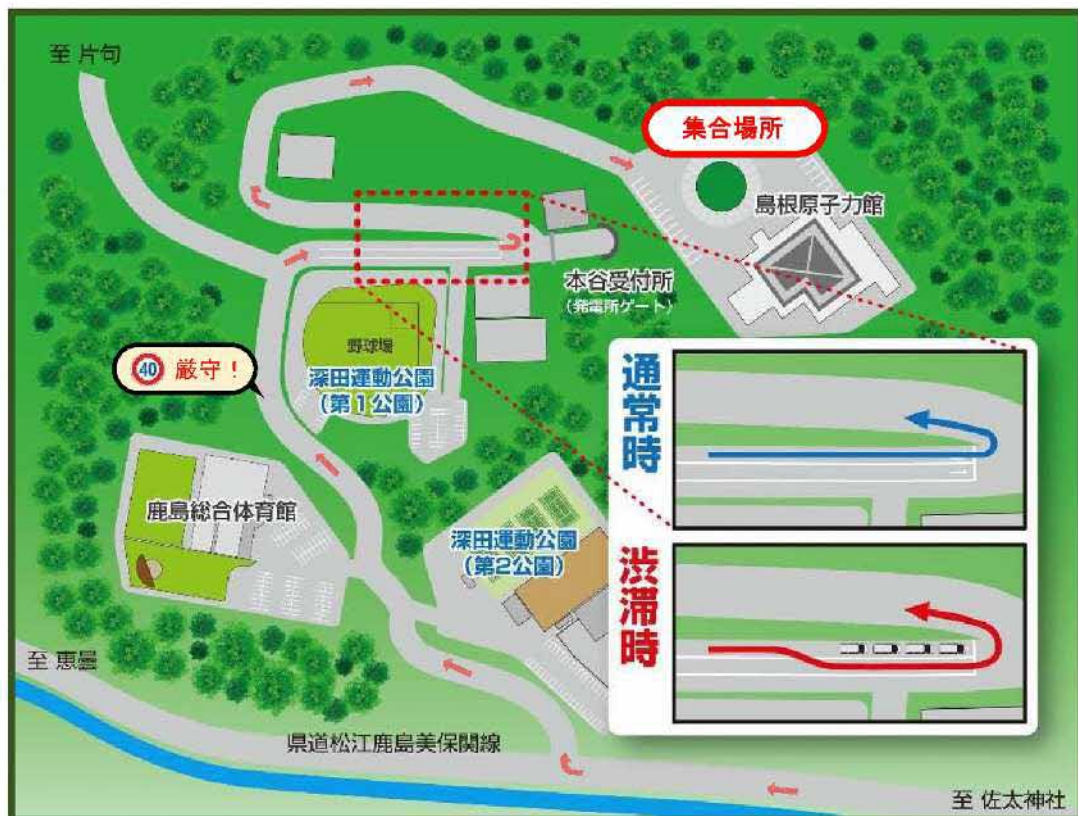 至 片句
集合場所
島根原子力館
本谷受付所
(発電所ゲート)
野球場
深田運動公園
(第1公園)
40 厳守！
鹿島総合体育館
深田運動公園
(第2公園)
通常時
渋滞時
至 恵曇
県道松江鹿島美保関線
至 佐太神社